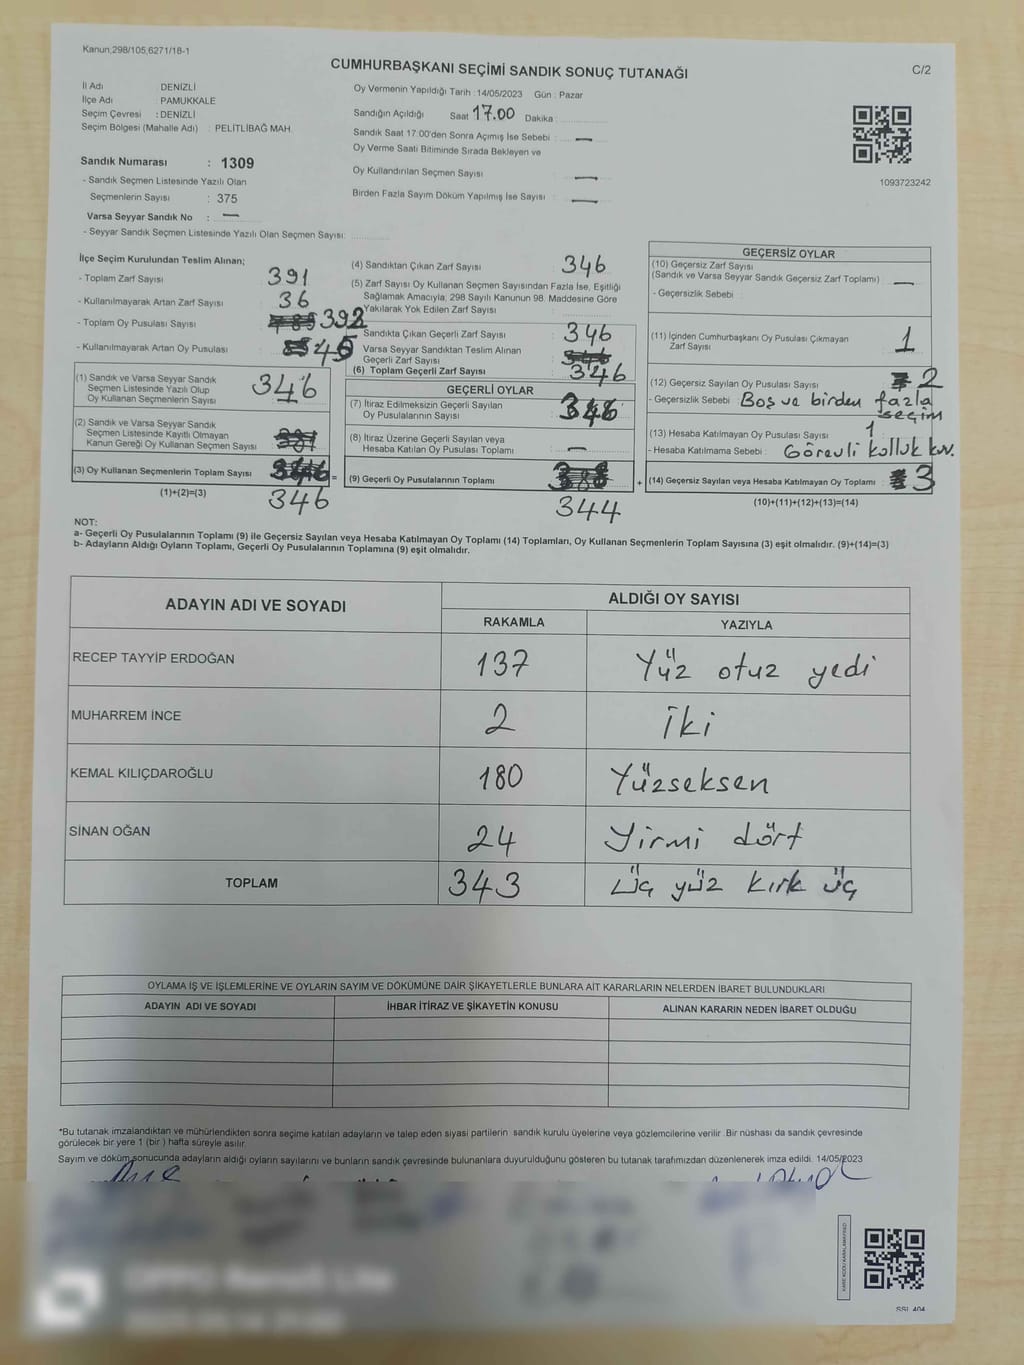 Kanun,298/105,6271/18-1
CUMHURBAŞKANI SEÇİMİ SANDIK SONUÇ TUTANAĞI
C/2
İl Adı DENİZLİ
İlçe Adı : PAMUKKALE
Seçim Çevresi : DENİZLİ
Seçim Bölgesi (Mahalle Adı) : PELİTLİBAĞ MAH.
Oy Vermenin Yapıldığı Tarih : 14/05/2023 Gün : Pazar
Sandığın Açıldığı Saat 17.00 Dakika :
Sandık Saat 17:00'den Sonra Açımış İse Sebebi : —
Oy Verme Saati Bitiminde Sırada Bekleyen ve
Oy Kullandırılan Seçmen Sayısı —
Birden Fazla Sayım Döküm Yapılmış İse Sayısı : —
1093723242
Sandık Numarası : 1309
- Sandık Seçmen Listesinde Yazılı Olan
Seçmenlerin Sayısı : 375
Varsa Seyyar Sandık No : —
- Seyyar Sandık Seçmen Listesinde Yazılı Olan Seçmen Sayısı:
İlçe Seçim Kurulundan Teslim Alınan;
- Toplam Zarf Sayısı 391
- Kullanılmayarak Artan Zarf Sayısı : 36
- Toplam Oy Pusulası Sayısı : 392
- Kullanılmayarak Artan Oy Pusulası : 45
(1) Sandık ve Varsa Seyyar Sandık
Seçmen Listesinde Yazılı Olup
Oy Kullanan Seçmenlerin Sayısı 346
(2) Sandık ve Varsa Seyyar Sandık
Seçmen Listesinde Kayıtlı Olmayan
Kanun Gereği Oy Kullanan Seçmen Sayısı
(3) Oy Kullanan Seçmenlerin Toplam Sayısı
(1)+(2)=(3) 346
(4) Sandıktan Çıkan Zarf Sayısı : 346
(5) Zarf Sayısı Oy Kullanan Seçmen Sayısından Fazla İse, Eşitliği
Sağlamak Amacıyla; 298 Sayılı Kanunun 98. Maddesine Göre
Yakılarak Yok Edilen Zarf Sayısı :
Sandıkta Çıkan Geçerli Zarf Sayısı : 346
Varsa Seyyar Sandıktan Teslim Alınan
Geçerli Zarf Sayısı
(6) Toplam Geçerli Zarf Sayısı : 346
GEÇERLİ OYLAR
(7) İtiraz Edilmeksizin Geçerli Sayılan
Oy Pusulalarının Sayısı :
(8) İtiraz Üzerine Geçerli Sayılan veya
Hesaba Katılan Oy Pusulası Toplamı : —
(9) Geçerli Oy Pusulalarının Toplamı
344
GEÇERSİZ OYLAR
(10) Geçersiz Zarf Sayısı
(Sandık ve Varsa Seyyar Sandık Geçersiz Zarf Toplamı) : —
- Geçersizlik Sebebi :
(11) İçinden Cumhurbaşkanı Oy Pusulası Çıkmayan
Zarf Sayısı : 1
(12) Geçersiz Sayılan Oy Pusulası Sayısı : 2
- Geçersizlik Sebebi : Boş ve birden fazla
seçim
(13) Hesaba Katılmayan Oy Pusulası Sayısı : 1
- Hesaba Katılmama Sebebi : Görevli kolluk kuv.
(14) Geçersiz Sayılan veya Hesaba Katılmayan Oy Toplamı : 3
(10)+(11)+(12)+(13)=(14)
NOT:
a- Geçerli Oy Pusulalarının Toplamı (9) ile Geçersiz Sayılan veya Hesaba Katılmayan Oy Toplamı (14) Toplamları, Oy Kullanan Seçmenlerin Toplam Sayısına (3) eşit olmalıdır. (9)+(14)=(3)
b- Adayların Aldığı Oyların Toplamı, Geçerli Oy Pusulalarının Toplamına (9) eşit olmalıdır.
ADAYIN ADI VE SOYADI
ALDIĞI OY SAYISI
RAKAMLA YAZIYLA
RECEP TAYYİP ERDOĞAN 137 Yüz otuz yedi
MUHARREM İNCE 2 İki
KEMAL KILIÇDAROĞLU 180 Yüzseksen
SİNAN OĞAN 24 Yirmi dört
TOPLAM 343 Üç yüz kırk üç
OYLAMA İŞ VE İŞLEMLERİNE VE OYLARIN SAYIM VE DÖKÜMÜNE DAİR ŞİKAYETLERLE BUNLARA AİT KARARLARIN NELERDEN İBARET BULUNDUKLARI
ADAYIN ADI VE SOYADI İHBAR İTİRAZ VE ŞİKAYETİN KONUSU ALINAN KARARIN NEDEN İBARET OLDUĞU
*Bu tutanak imzalandıktan ve mühürlendikten sonra seçime katılan adayların ve talep eden siyasi partilerin sandık kurulu üyelerine veya gözlemcilerine verilir. Bir nüshası da sandık çevresinde
görülecek bir yere 1 (bir ) hafta süreyle asılır.
Sayım ve döküm sonucunda adayların aldığı oyların sayılarını ve bunların sandık çevresinde bulunanlara duyurulduğunu gösteren bu tutanak tarafımızdan düzenlenerek imza edildi. 14/05/2023
KARE KODU KARALAMAYINIZ!